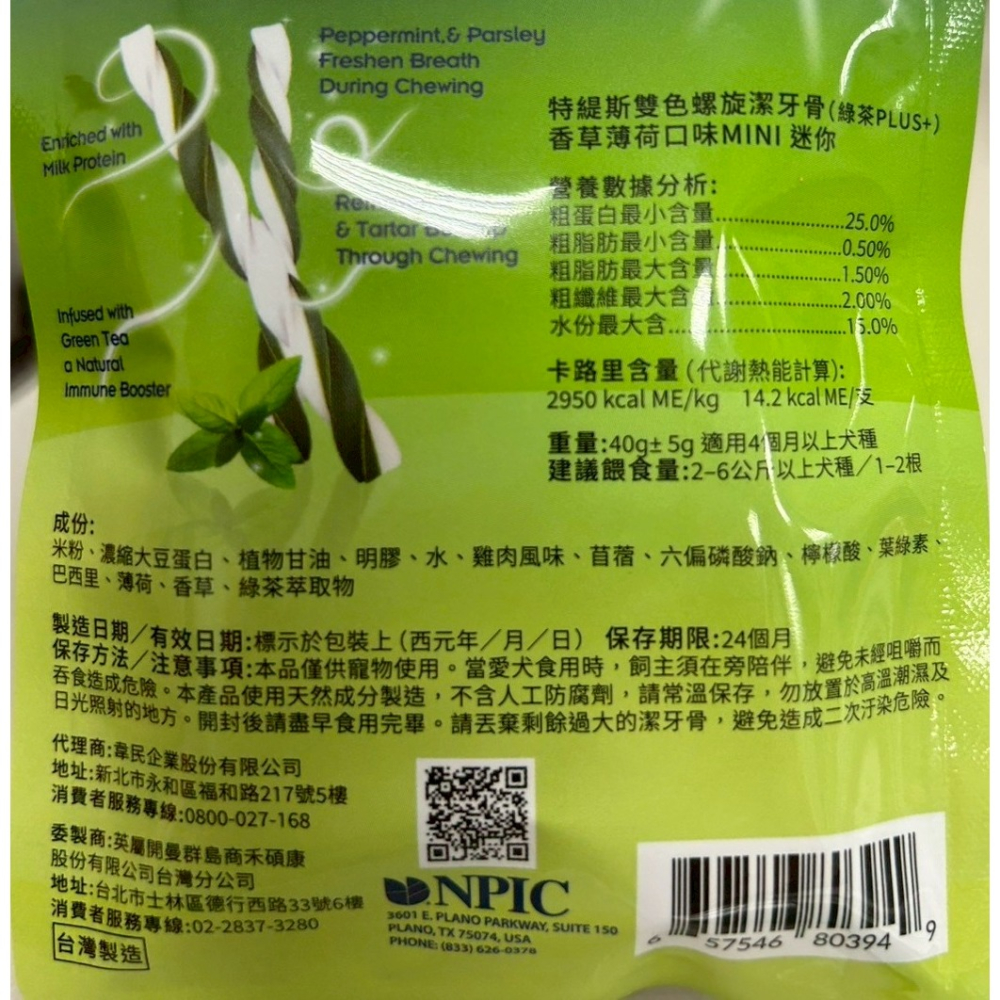 Peppermint,& Parsley
Freshen Breath
During Chewing
Enriched with
Milk Protein
& Tartar
Through Chewing
Infused with
Green Tea
a Natural
Immune Booster
特緹斯雙色螺旋潔牙骨(綠茶PLUS+)
香草薄荷口味MINI 迷你
營養數據分析:
粗蛋白最小含量..................25.0%
粗脂肪最小含量..................0.50%
粗脂肪最大含量..................1.50%
粗纖維最大含量..................2.00%
水份最大含.........................15.0%
卡路里含量 (代謝熱能計算):
2950 kcal ME/kg 14.2 kcal ME/支
重量:40g± 5g 適用4個月以上犬種
建議餵食量:2-6公斤以上犬種/1-2根
成份:
米粉、濃縮大豆蛋白、植物甘油、明膠、水、雞肉風味、苜蓿、六偏磷酸鈉、檸檬酸、葉綠素、
巴西里、薄荷、香草、綠茶萃取物
製造日期/有效日期:標示於包裝上 (西元年/月/日) 保存期限:24個月
保存方法/注意事項:本品僅供寵物使用。當愛犬食用時,飼主須在旁陪伴,避免未經咀嚼而
吞食造成危險。本產品使用天然成分製造,不含人工防腐劑,請常溫保存,勿放置於高溫潮濕及
日光照射的地方。開封後請盡早食用完畢。請丟棄剩餘過大的潔牙骨,避免造成二次汙染危險。
代理商:韋民企業股份有限公司
地址:新北市永和區福和路217號5樓
消費者服務專線:0800-027-168
委製商:英屬開曼群島商禾碩康
股份有限公司台灣分公司
地址:台北市士林區德行西路33號6樓
消費者服務專線:02-2837-3280
台灣製造
NPIC
3601 E. PLANO PARKWAY, SUITE 150
PLANO, TX 75074, USA
PHONE: (833) 626-0378
6 57546 80394 9